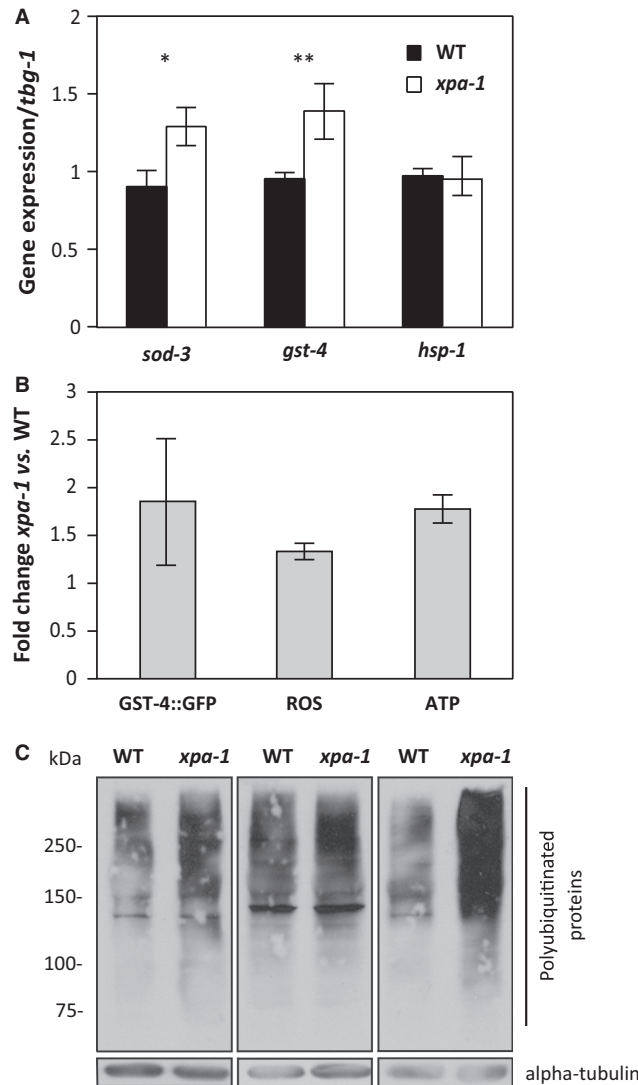 A
Gene expression/tbg-1
2
1.5
1
0.5
0
* **
WT
xpa-1
sod-3 gst-4 hsp-1
B
Fold change xpa-1 vs. WT
3
2.5
2
1.5
1
0.5
0
GST-4::GFP ROS ATP
C kDa WT xpa-1 WT xpa-1 WT xpa-1
250-
150-
100-
75-
Polyubiquitinated
proteins
alpha-tubulin